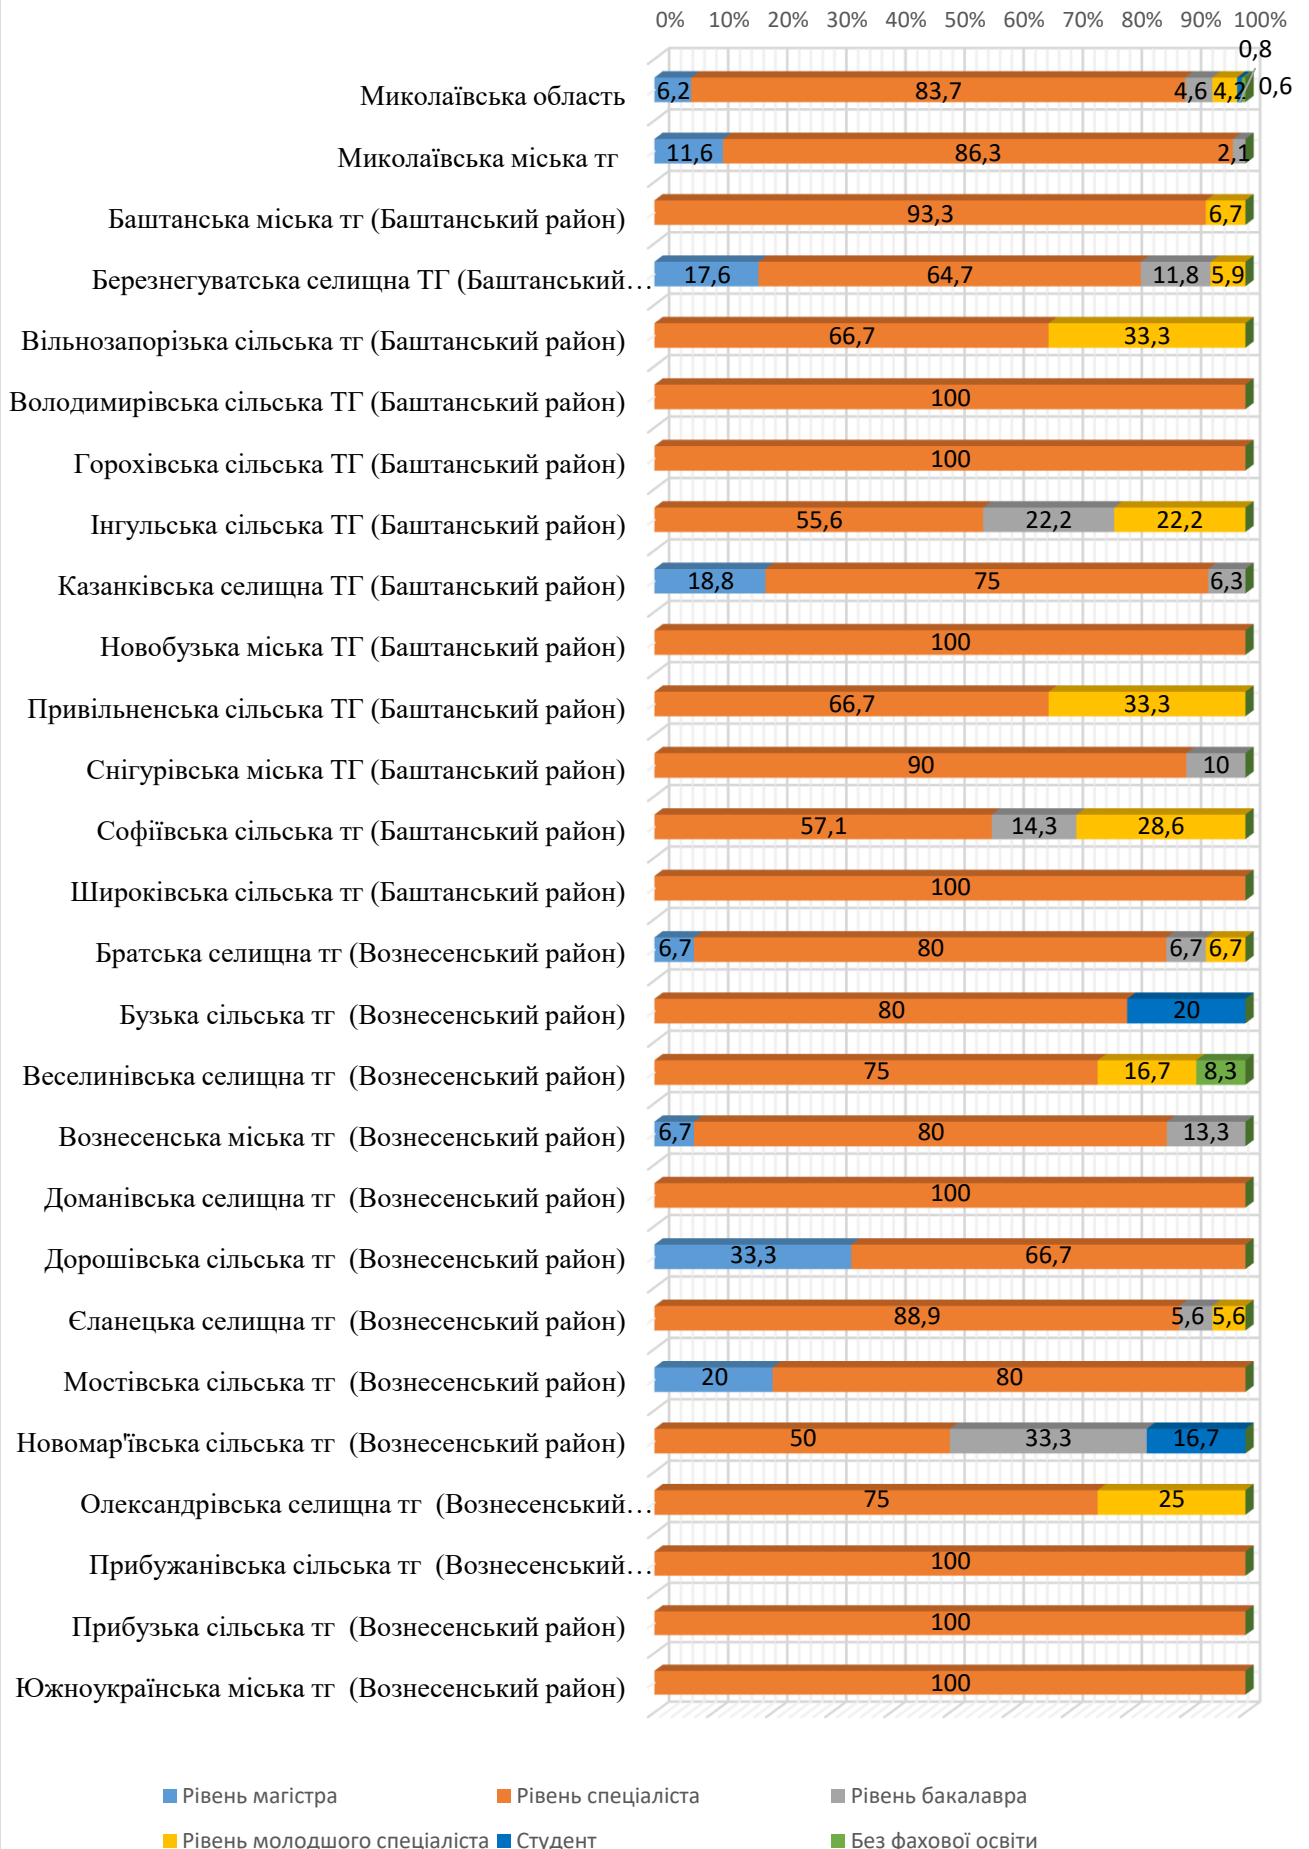 0% 10% 20% 30% 40% 50% 60% 70% 80% 90% 100%
0,8
Миколаївська область 6,2 83,7 4,6 4,2 0,6
Миколаївська міська тг 11,6 86,3 2,1
Баштанська міська тг (Баштанський район) 93,3 6,7
Березнегуватська селищна ТГ (Баштанський… 17,6 64,7 11,8 5,9
Вільнозапорізька сільська тг (Баштанський район) 66,7 33,3
Володимирівська сільська ТГ (Баштанський район) 100
Горохівська сільська ТГ (Баштанський район) 100
Інгульська сільська ТГ (Баштанський район) 55,6 22,2 22,2
Казанківська селищна ТГ (Баштанський район) 18,8 75 6,3
Новобузька міська ТГ (Баштанський район) 100
Привільненська сільська ТГ (Баштанський район) 66,7 33,3
Снігурівська міська ТГ (Баштанський район) 90 10
Софіївська сільська тг (Баштанський район) 57,1 14,3 28,6
Широківська сільська тг (Баштанський район) 100
Братська селищна тг (Вознесенський район) 6,7 80 6,7 6,7
Бузька сільська тг (Вознесенський район) 80 20
Веселинівська селищна тг (Вознесенський район) 75 16,7 8,3
Вознесенська міська тг (Вознесенський район) 6,7 80 13,3
Доманівська селищна тг (Вознесенський район) 100
Дорошівська сільська тг (Вознесенський район) 33,3 66,7
Єланецька селищна тг (Вознесенський район) 88,9 5,6 5,6
Мостівська сільська тг (Вознесенський район) 20 80
Новомар'ївська сільська тг (Вознесенський район) 50 33,3 16,7
Олександрівська селищна тг (Вознесенський… 75 25
Прибужанівська сільська тг (Вознесенський… 100
Прибузька сільська тг (Вознесенський район) 100
Южноукраїнська міська тг (Вознесенський район) 100
Рівень магістра Рівень спеціаліста Рівень бакалавра
Рівень молодшого спеціаліста Студент Без фахової освіти